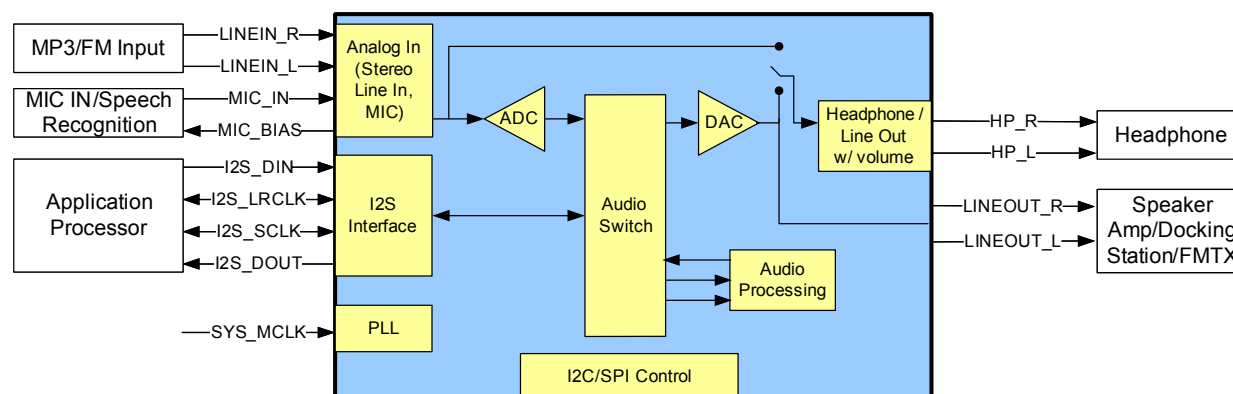 MP3/FM Input
LINEIN_R
LINEIN_L
MIC IN/Speech
Recognition
MIC_IN
MIC_BIAS
Application
Processor
I2S_DIN
I2S_LRCLK
I2S_SCLK
I2S_DOUT
SYS_MCLK
Analog In
(Stereo
Line In,
MIC)
I2S
Interface
PLL
ADC
Audio
Switch
DAC
Audio
Processing
I2C/SPI Control
Headphone /
Line Out
w/ volume
HP_R
HP_L
Headphone
LINEOUT_R
LINEOUT_L
Speaker
Amp/Docking
Station/FMTX